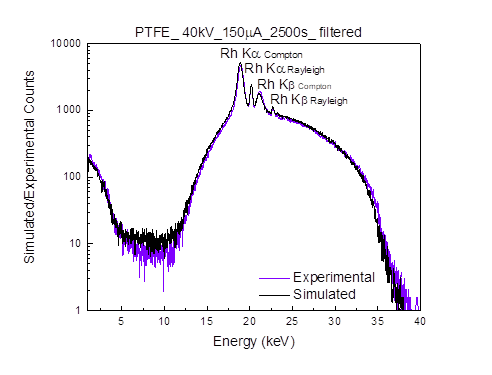 PTFE_ 40kV_150µA_2500s_ filtered
Rh Kα Compton
Rh Kα Rayleigh
Rh Kβ Compton
Rh Kβ Rayleigh
Simulated/Experimental Counts
10000
1000
100
10
1
Experimental
Simulated
5 10 15 20 25 30 35 40
Energy (keV)